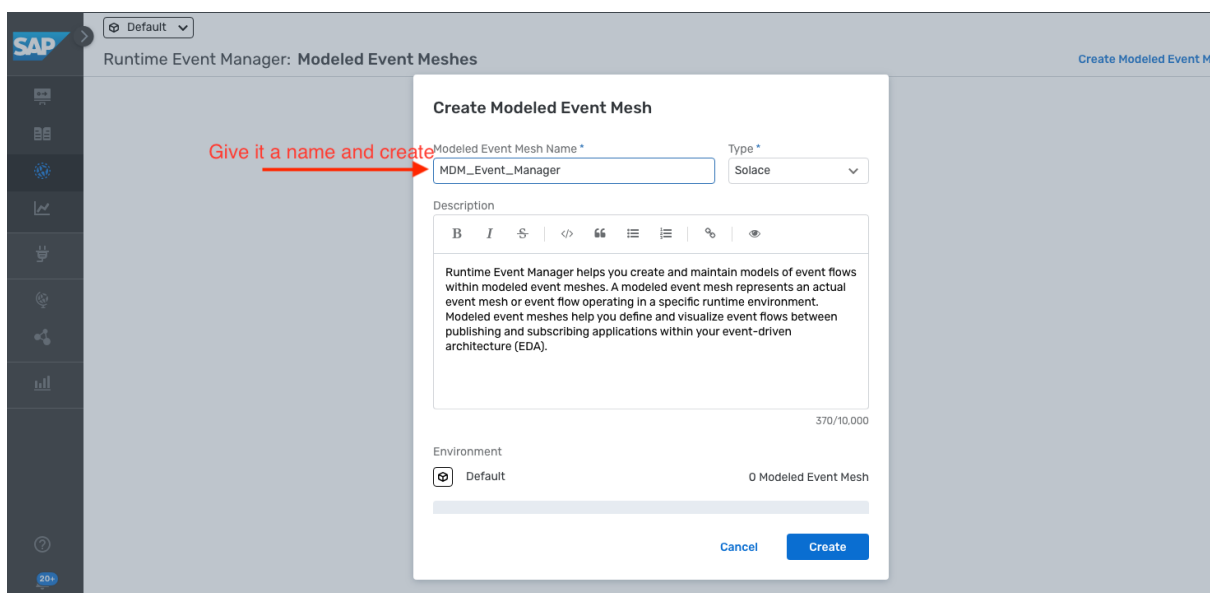 SAP
Default
Runtime Event Manager: Modeled Event Meshes
Create Modeled Event M
Create Modeled Event Mesh
Give it a name and create
Modeled Event Mesh Name *
Type *
MDM_Event_Manager
Solace
Description
B I S </>
Runtime Event Manager helps you create and maintain models of event flows
within modeled event meshes. A modeled event mesh represents an actual
event mesh or event flow operating in a specific runtime environment.
Modeled event meshes help you define and visualize event flows between
publishing and subscribing applications within your event-driven
architecture (EDA).
370/10,000
Environment
Default
0 Modeled Event Mesh
Cancel
Create
20+